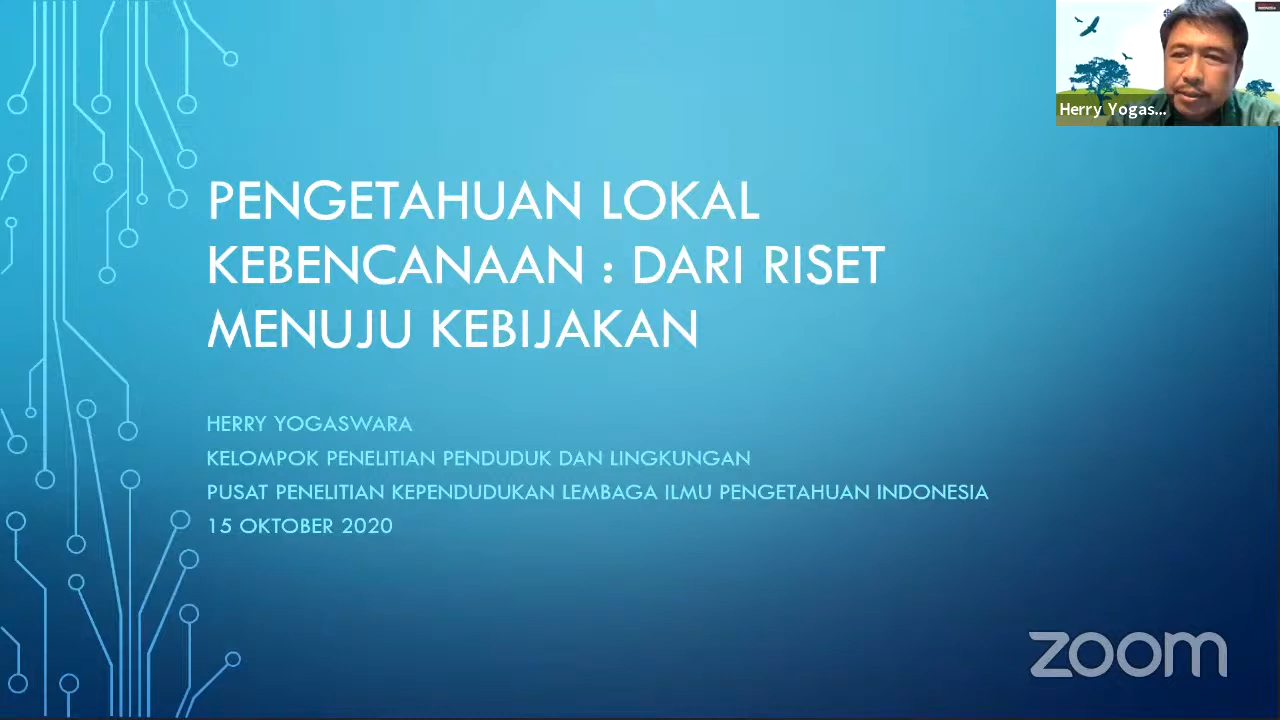 Herry Yogas...
PENGETAHUAN LOKAL
KEBENCANAAN : DARI RISET
MENUJU KEBIJAKAN
HERRY YOGASWARA
KELOMPOK PENELITIAN PENDUDUK DAN LINGKUNGAN
PUSAT PENELITIAN KEPENDUDUKAN LEMBAGA ILMU PENGETAHUAN INDONESIA
15 OKTOBER 2020
zoom